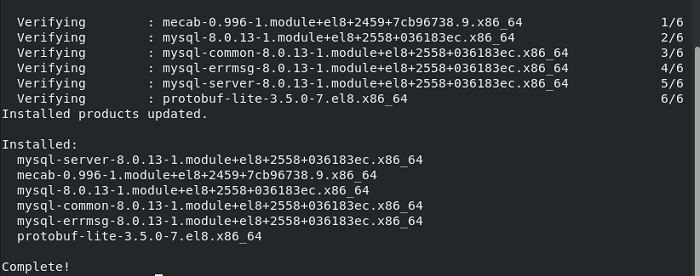 Verifying        : mecab-0.996-1.module+el8+2459+7cb96738.9.x86_64                 1/6
Verifying        : mysql-8.0.13-1.module+el8+2558+036183ec.x86_64                  2/6
Verifying        : mysql-common-8.0.13-1.module+el8+2558+036183ec.x86_64           3/6
Verifying        : mysql-errmsg-8.0.13-1.module+el8+2558+036183ec.x86_64           4/6
Verifying        : mysql-server-8.0.13-1.module+el8+2558+036183ec.x86_64           5/6
Verifying        : protobuf-lite-3.5.0-7.el8.x86_64                                6/6
Installed products updated.
Installed:
mysql-server-8.0.13-1.module+el8+2558+036183ec.x86_64
mecab-0.996-1.module+el8+2459+7cb96738.9.x86_64
mysql-8.0.13-1.module+el8+2558+036183ec.x86_64
mysql-common-8.0.13-1.module+el8+2558+036183ec.x86_64
mysql-errmsg-8.0.13-1.module+el8+2558+036183ec.x86_64
protobuf-lite-3.5.0-7.el8.x86_64
Complete!